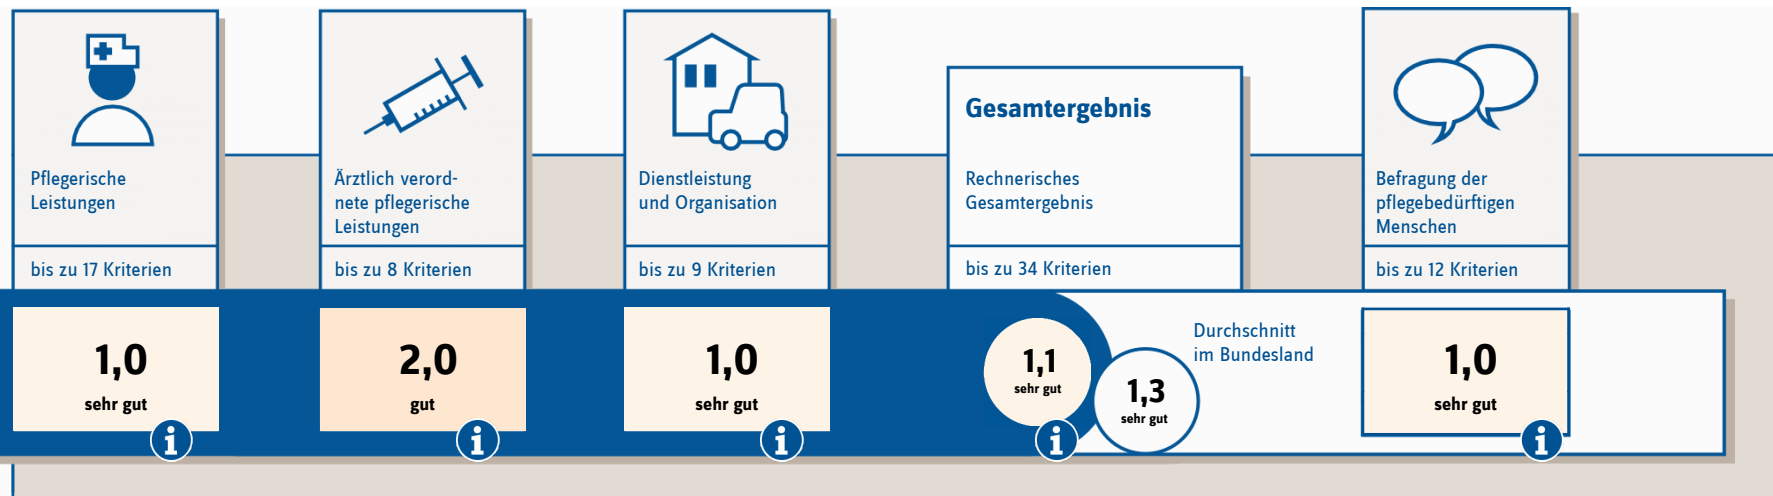 Pflegerische
Leistungen
bis zu 17 Kriterien
1,0
sehr gut
i
Ärztlich verord-
nete pflegerische
Leistungen
bis zu 8 Kriterien
2,0
gut
i
Dienstleistung
und Organisation
bis zu 9 Kriterien
1,0
sehr gut
i
Gesamtergebnis
Rechnerisches
Gesamtergebnis
bis zu 34 Kriterien
1,1
sehr gut
i
1,3
sehr gut
Durchschnitt
im Bundesland
Befragung der
pflegebedürftigen
Menschen
bis zu 12 Kriterien
1,0
sehr gut
i